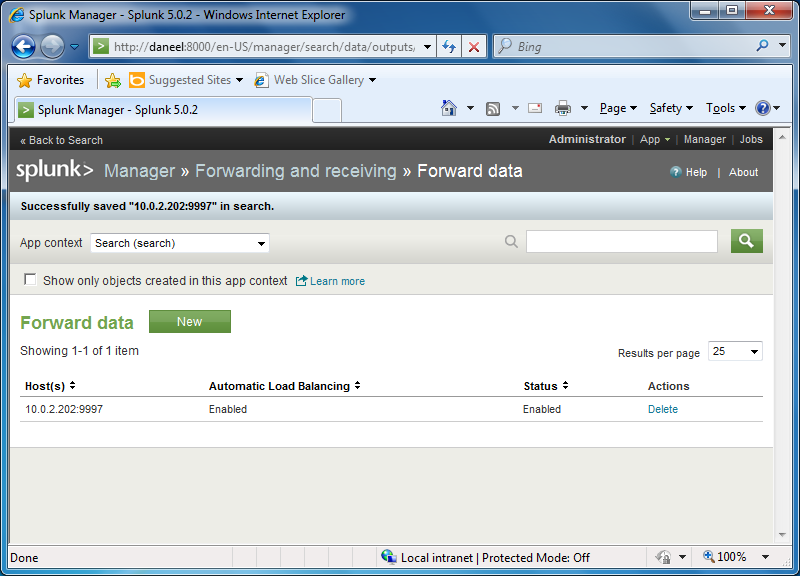 Splunk Manager - Splunk 5.0.2 - Windows Internet Explorer
http://daneel:8000/en-US/manager/search/data/outputs/
Bing
Favorites
Suggested Sites
Web Slice Gallery
Splunk Manager - Splunk 5.0.2
Page
Safety
Tools
« Back to Search
Administrator | App | Manager | Jobs
splunk> Manager » Forwarding and receiving » Forward data
Help | About
Successfully saved "10.0.2.202:9997" in search.
App context
Search (search)
Show only objects created in this app context
Learn more
Forward data
New
Showing 1-1 of 1 item
Results per page
25
Host(s) Automatic Load Balancing Status Actions
10.0.2.202:9997 Enabled Enabled Delete
Done
Local intranet | Protected Mode: Off
100%